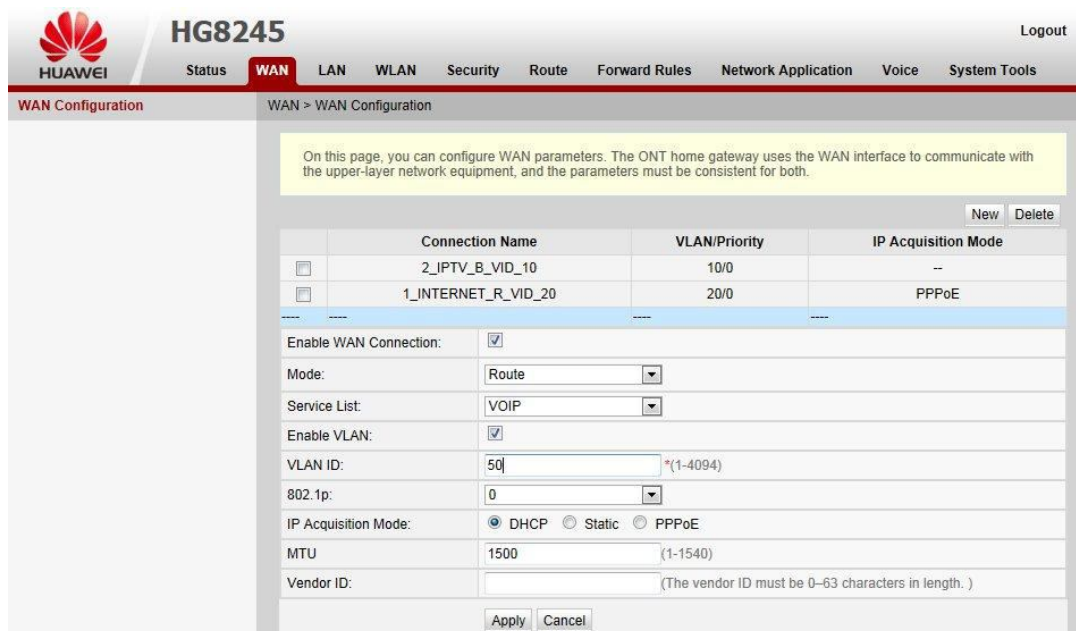 HG8245
Logout
HUAWEI
Status WAN LAN WLAN Security Route Forward Rules Network Application Voice System Tools
WAN Configuration
WAN > WAN Configuration
On this page, you can configure WAN parameters. The ONT home gateway uses the WAN interface to communicate with
the upper-layer network equipment, and the parameters must be consistent for both.
New Delete
Connection Name VLAN/Priority IP Acquisition Mode
2_IPTV_B_VID_10 10/0 --
1_INTERNET_R_VID_20 20/0 PPPoE
---- ---- ---- ----
Enable WAN Connection:
Mode: Route
Service List: VOIP
Enable VLAN:
VLAN ID: 50 *(1-4094)
802.1p: 0
IP Acquisition Mode: DHCP Static PPPoE
MTU 1500 (1-1540)
Vendor ID: (The vendor ID must be 0–63 characters in length. )
Apply Cancel